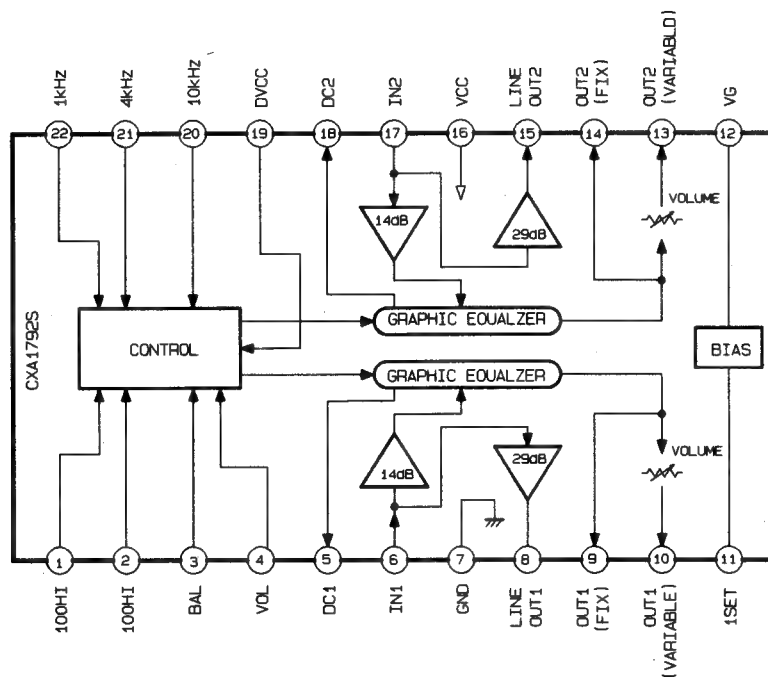 1kHz
4kHz
10kHz
DVCC
DC2
IN2
VCC
LINE
OUT2
OUT2
(FIX)
OUT2
(VARIABLD)
VG
22
21
20
19
18
17
16
15
14
13
12
14dB
29dB
VOLUME
GRAPHIC EQUALZER
CXA1792S
CONTROL
BIAS
GRAPHIC EQUALZER
14dB
29dB
VOLUME
1
2
3
4
5
6
7
8
9
10
11
100HI
100HI
BAL
VOL
DC1
IN1
GND
LINE
OUT1
OUT1
(FIX)
OUT1
(VARIABLE)
1SET